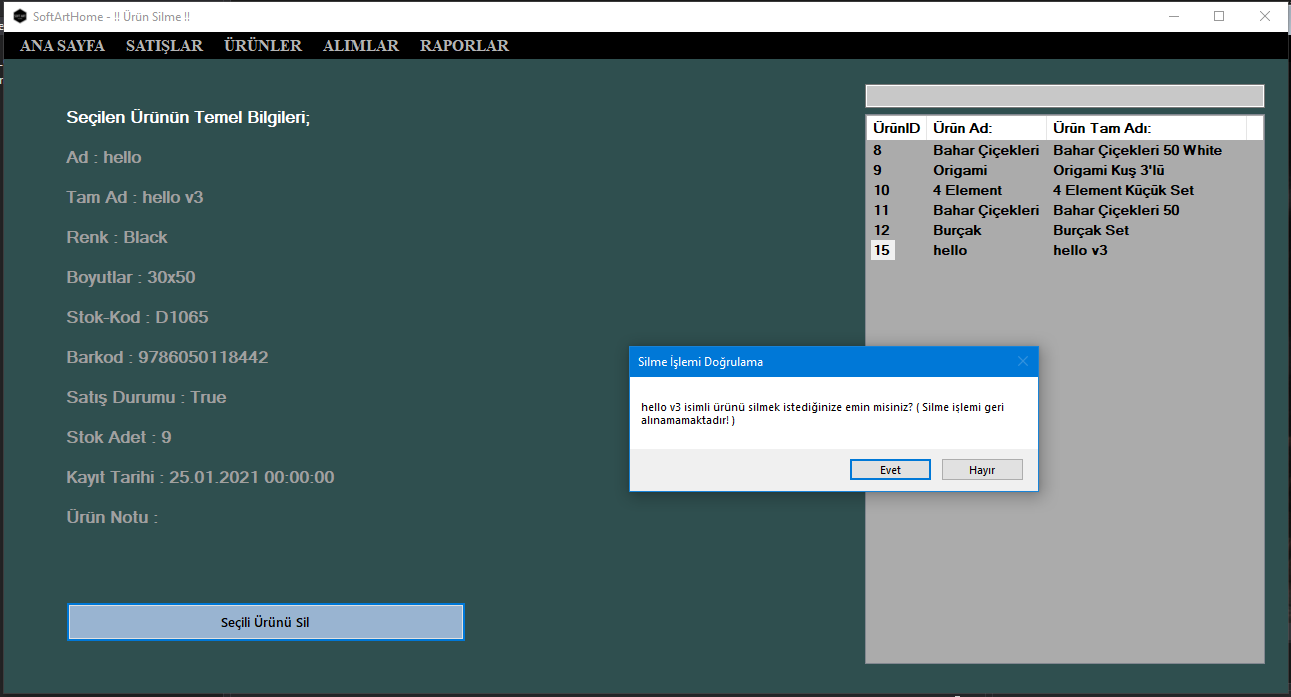 SoftArtHome - !! Ürün Silme !!
ANA SAYFA SATIŞLAR ÜRÜNLER ALIMLAR RAPORLAR
Seçilen Ürünün Temel Bilgileri;
Ad : hello
Tam Ad : hello v3
Renk : Black
Boyutlar : 30x50
Stok-Kod : D1065
Barkod : 9786050118442
Satış Durumu : True
Stok Adet : 9
Kayıt Tarihi : 25.01.2021 00:00:00
Ürün Notu :
Seçili Ürünü Sil
ÜrünID Ürün Ad: Ürün Tam Adı:
8 Bahar Çiçekleri Bahar Çiçekleri 50 White
9 Origami Origami Kuş 3'lü
10 4 Element 4 Element Küçük Set
11 Bahar Çiçekleri Bahar Çiçekleri 50
12 Burçak Burçak Set
15 hello hello v3
Silme İşlemi Doğrulama
hello v3 isimli ürünü silmek istediğinize emin misiniz? ( Silme işlemi geri
alınamamaktadır! )
Evet Hayır